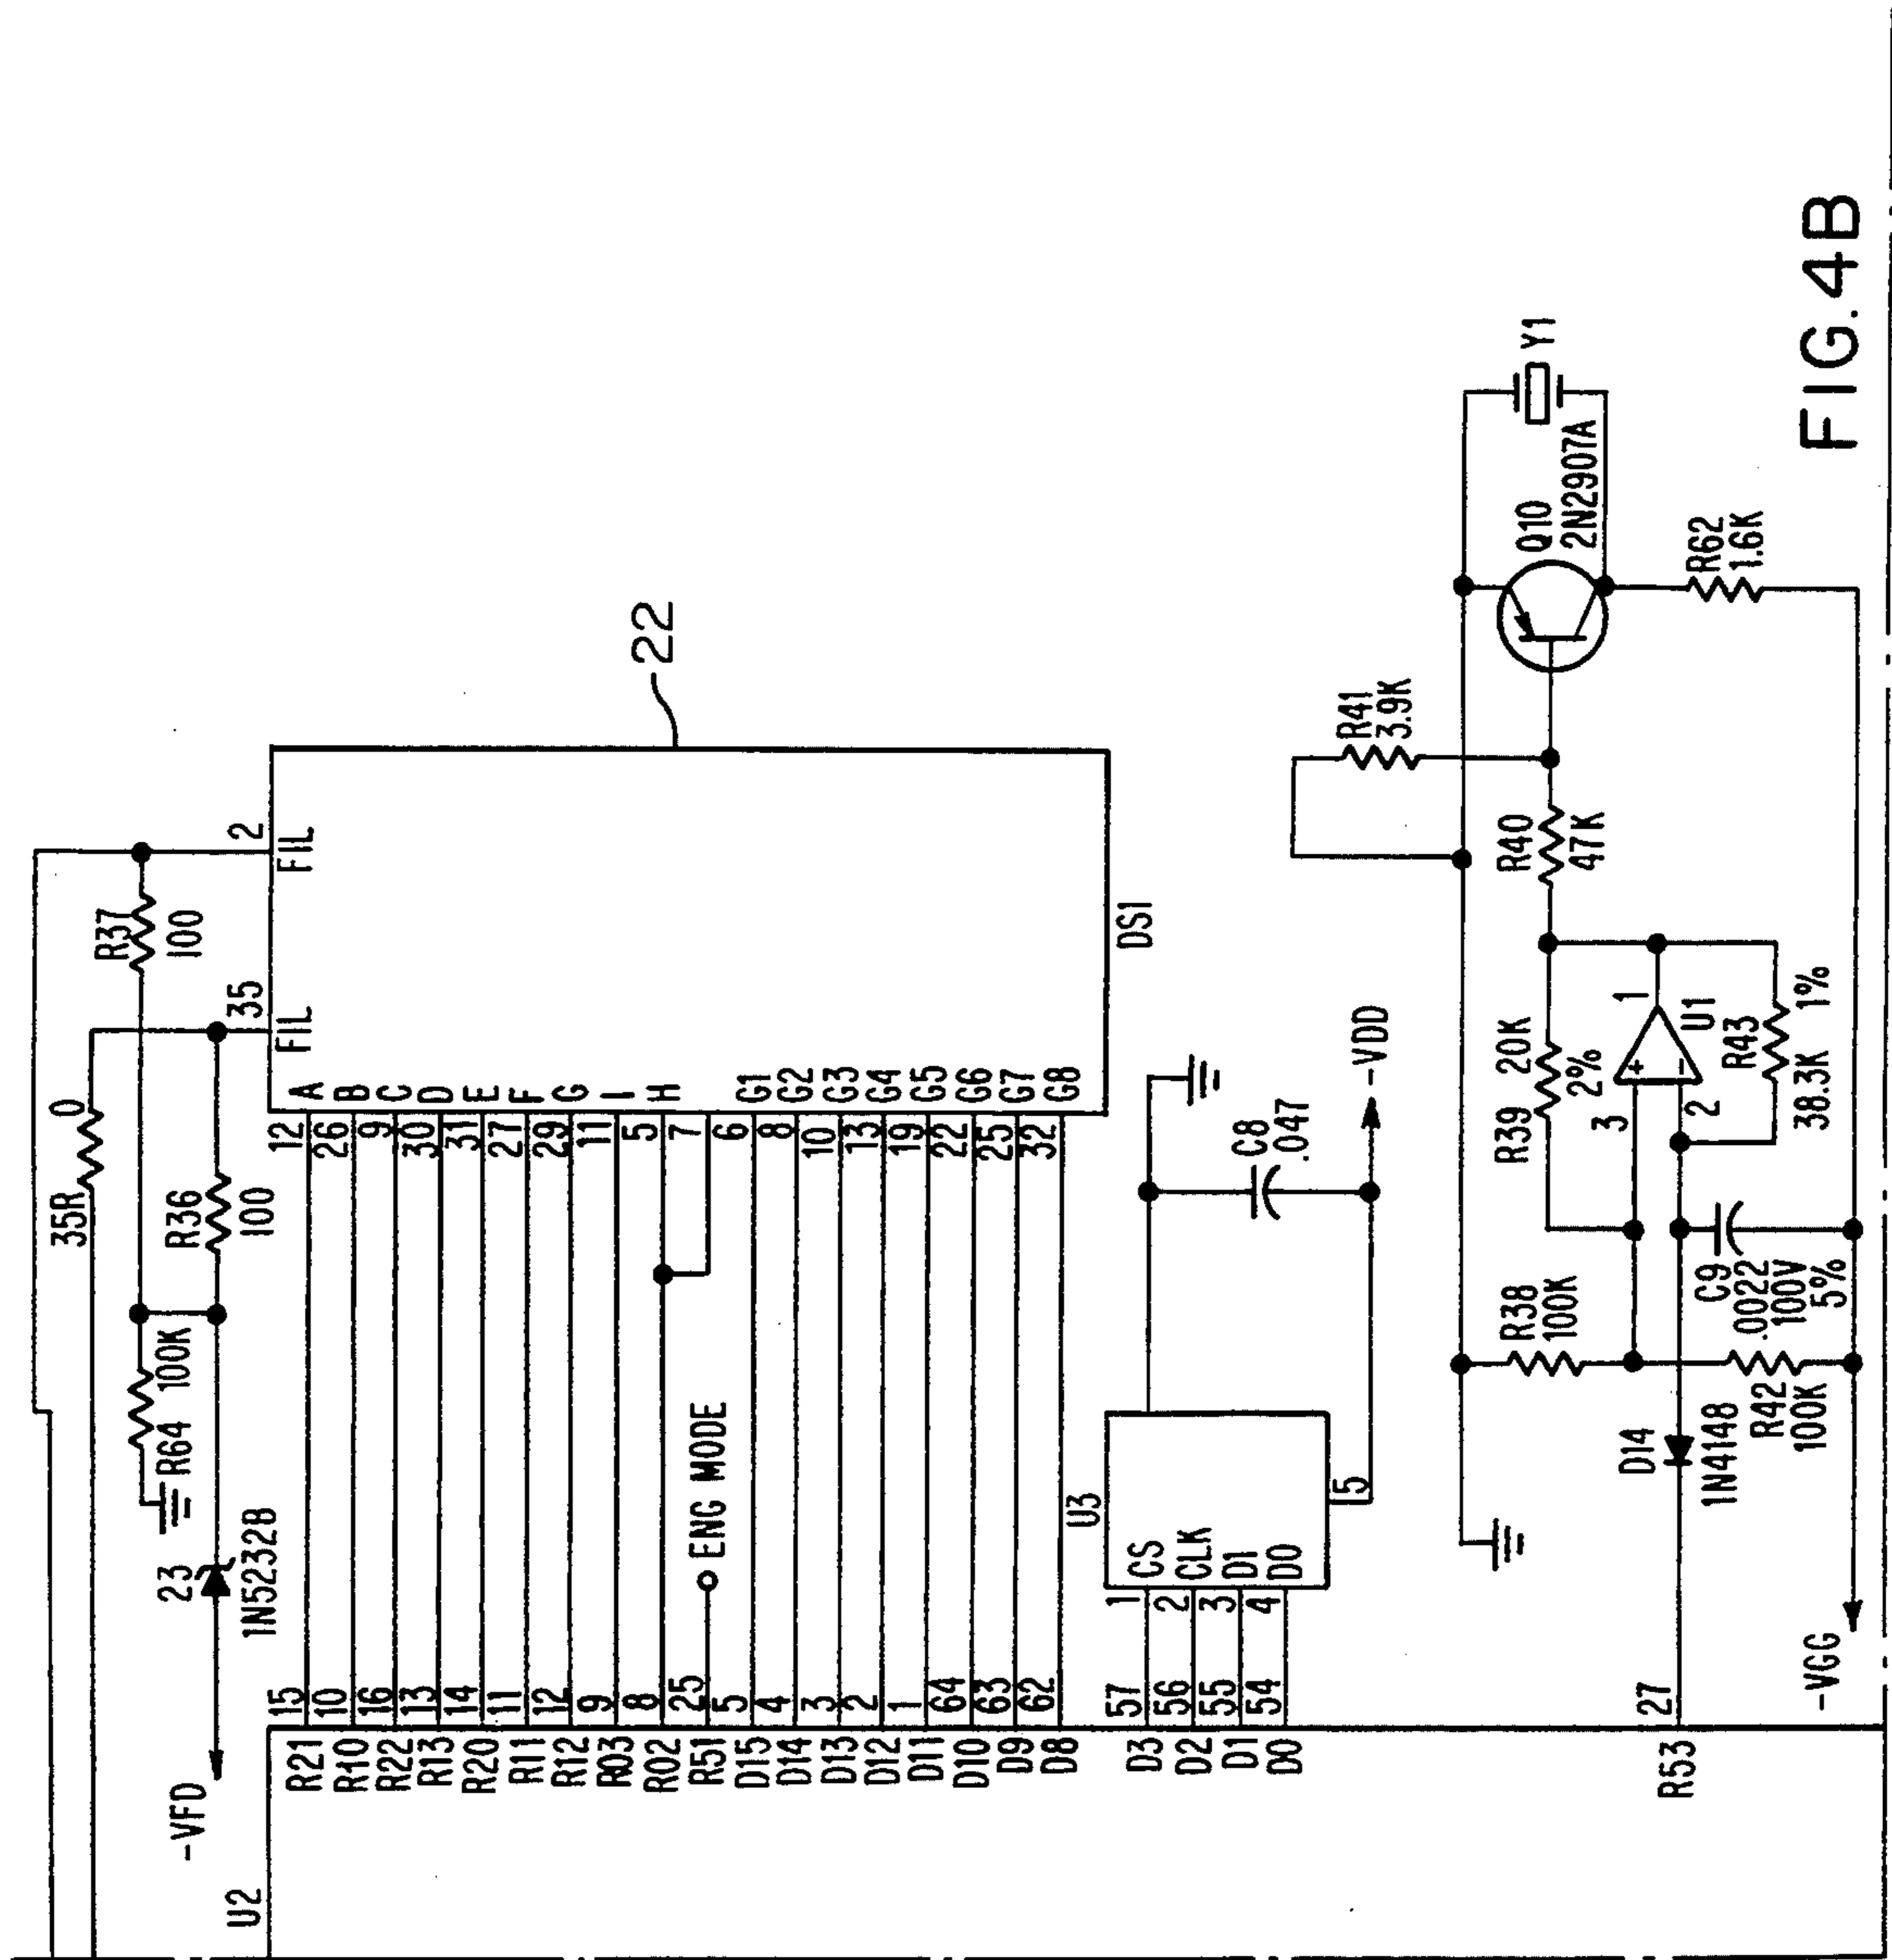 U2
-VFD
23
1N5232B
R64 100K
R36
100
35R 0
R37
100
35
FIL
2
FIL
22
DS1
R21 15 12 A
R10 10 26 B
R22 16 9 C
R13 13 30 D
R20 14 31 E
R11 11 27 F
R12 12 29 G
R03 9 11 I
R02 8 5 H
R51 25 ENG MODE 7
D15 5 6 G1
D14 4 8 G2
D13 3 10 G3
D12 2 13 G4
D11 1 19 G5
D10 64 22 G6
D9 63 25 G7
D8 62 32 G8
U3
D3 57 1 CS
D2 56 2 CLK
D1 55 3 D1
D0 54 4 D0
5
C8
.047
-VDD
R53 27
D14
1N4148
-VGG
R38
100K
R42
100K
C9
.0022
100V
5%
R39 20K
2%
3
+
2
-
1
U1
R43
38.3K 1%
R40
47K
R41
3.9K
Q10
2N2907A
Y1
R62
1.6K
FIG.4B